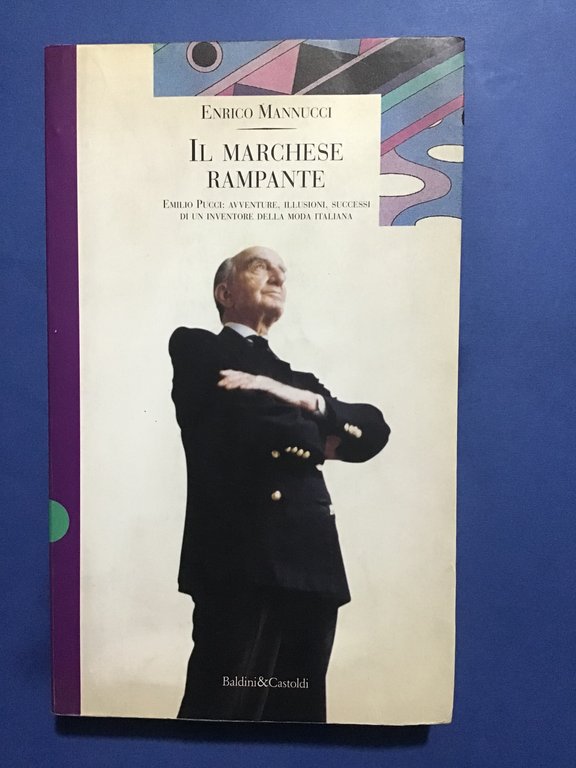 Enrico Mannucci
Il marchese
rampante
Emilio Pucci: avventure, illusioni, successi
di un inventore della moda italiana
Baldini&Castoldi